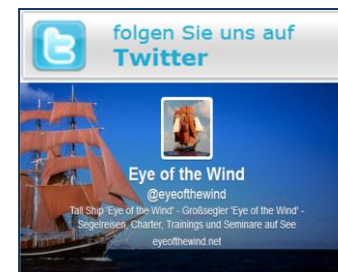 folgen Sie uns auf
Twitter
Eye of the Wind
@eyeofthewind
Tall Ship 'Eye of the Wind' - Großsegler 'Eye of the Wind' -
Segelreisen, Charter, Trainings und Seminare auf See
eyeofthewind.net